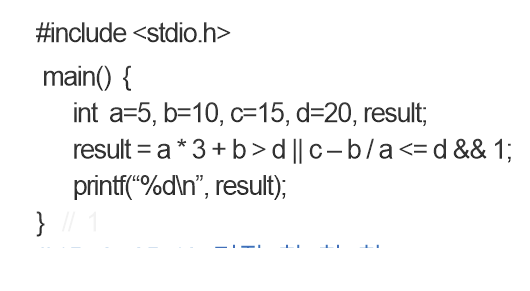 #include <stdio.h>
main() {
int a=5, b=10, c=15, d=20, result;
result = a * 3 + b > d || c – b / a <= d && 1;
printf(“%d\n”, result);
} // 1